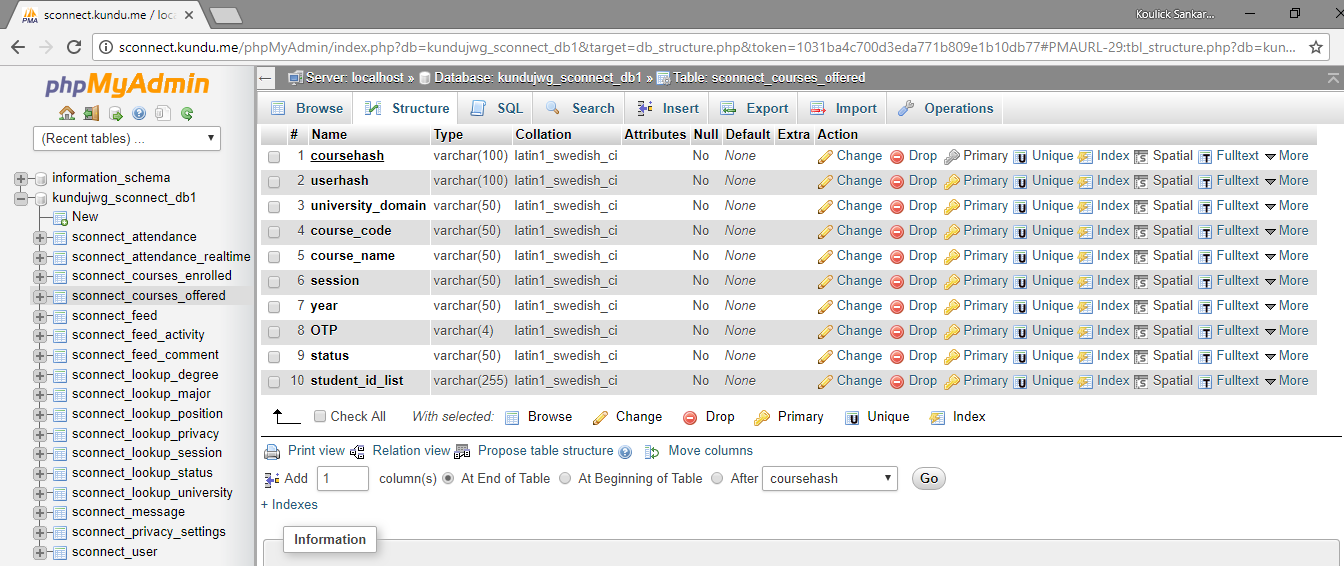 sconnect.kundu.me / loca
Koulick Sankar...
sconnect.kundu.me/phpMyAdmin/index.php?db=kundujwg_sconnect_db1&target=db_structure.php&token=1031ba4c700d3eda771b809e1b10db77#PMAURL-29:tbl_structure.php?db=kun...
phpMyAdmin
(Recent tables) ...
information_schema
kundujwg_sconnect_db1
New
sconnect_attendance
sconnect_attendance_realtime
sconnect_courses_enrolled
sconnect_courses_offered
sconnect_feed
sconnect_feed_activity
sconnect_feed_comment
sconnect_lookup_degree
sconnect_lookup_major
sconnect_lookup_position
sconnect_lookup_privacy
sconnect_lookup_session
sconnect_lookup_status
sconnect_lookup_university
sconnect_message
sconnect_privacy_settings
sconnect_user
Server: localhost » Database: kundujwg_sconnect_db1 » Table: sconnect_courses_offered
Browse Structure SQL Search Insert Export Import Operations
# Name Type Collation Attributes Null Default Extra Action
1 coursehash varchar(100) latin1_swedish_ci No None Change Drop Primary Unique Index Spatial Fulltext More
2 userhash varchar(100) latin1_swedish_ci No None Change Drop Primary Unique Index Spatial Fulltext More
3 university_domain varchar(50) latin1_swedish_ci No None Change Drop Primary Unique Index Spatial Fulltext More
4 course_code varchar(50) latin1_swedish_ci No None Change Drop Primary Unique Index Spatial Fulltext More
5 course_name varchar(50) latin1_swedish_ci No None Change Drop Primary Unique Index Spatial Fulltext More
6 session varchar(50) latin1_swedish_ci No None Change Drop Primary Unique Index Spatial Fulltext More
7 year varchar(50) latin1_swedish_ci No None Change Drop Primary Unique Index Spatial Fulltext More
8 OTP varchar(4) latin1_swedish_ci No None Change Drop Primary Unique Index Spatial Fulltext More
9 status varchar(50) latin1_swedish_ci No None Change Drop Primary Unique Index Spatial Fulltext More
10 student_id_list varchar(255) latin1_swedish_ci No None Change Drop Primary Unique Index Spatial Fulltext More
Check All With selected: Browse Change Drop Primary Unique Index
Print view Relation view Propose table structure Move columns
Add 1 column(s) At End of Table At Beginning of Table After coursehash Go
+ Indexes
Information